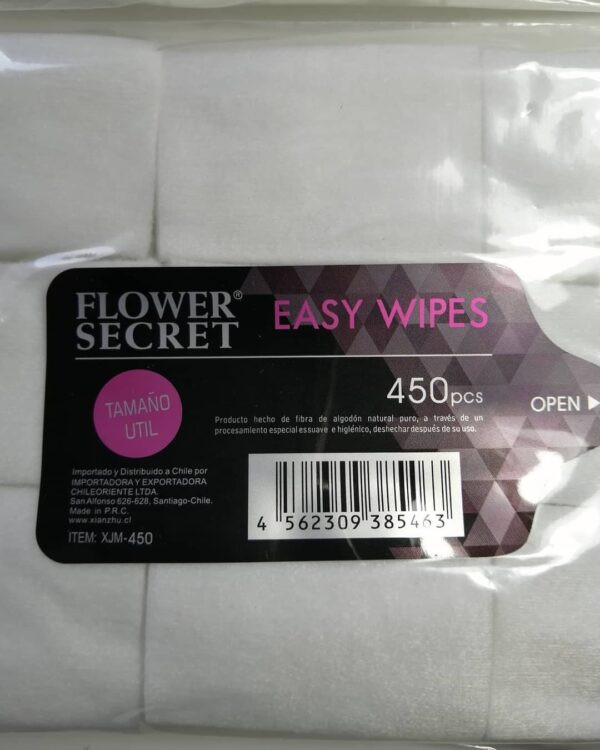 FLOWER
SECRET®
EASY WIPES
450pcs
OPEN ▶
TAMAÑO
UTIL
Producto hecho de fibra de algodón natural puro, a través de un
procesamiento especial essuave e higlénico, deshechar después de su uso.
Importado y Distribuido a Chile por
IMPORTADORA Y EXPORTADORA
CHILEORIENTE LTDA.
San Alfonso 626-628, Santiago-Chile.
Made in P.R.C.
www.xianzhu.cl
ITEM: XJM-450
4 562309 385463